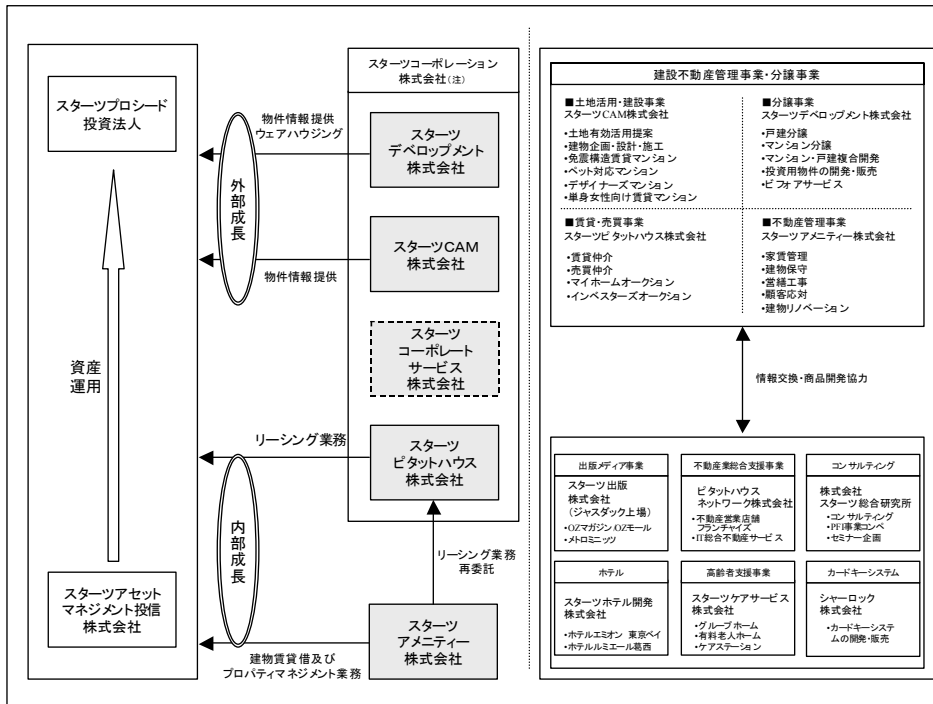 スターツプロシード
投資法人
資産
運用
スターツアセット
マネジメント投信
株式会社
物件情報提供
ウェアハウジング
外部成長
物件情報提供
リーシング業務
内部成長
建物賃貸借及び
プロパティマネジメント業務
スターツコーポレーション
株式会社(注)
スターツ
デベロップメント
株式会社
スターツCAM
株式会社
スターツ
コーポレート
サービス
株式会社
スターツ
ピタットハウス
株式会社
リーシング業務
再委託
スターツ
アメニティー
株式会社
建設不動産管理事業・分譲事業
■土地活用・建設事業
スターツCAM株式会社
•土地有効活用提案
•建物企画・設計・施工
•免震構造賃貸マンション
•ペット対応マンション
•デザイナーズマンション
•単身女性向け賃貸マンション
■分譲事業
スターツデベロップメント株式会社
•戸建分譲
•マンション分譲
•マンション・戸建複合開発
•投資用物件の開発・販売
•ビフォアサービス
■賃貸・売買事業
スターツピタットハウス株式会社
•賃貸仲介
•売買仲介
•マイホームオークション
•インベスターズオークション
■不動産管理事業
スターツアメニティー株式会社
•家賃管理
•建物保守
•営繕工事
•顧客応対
•建物リノベーション
情報交換・商品開発協力
出版メディア事業
スターツ出版
株式会社
(ジャスダック上場)
•OZマガジン/OZモール
•メトロミニッツ
不動産業総合支援事業
ピタットハウス
ネットワーク株式会社
•不動産営業店舗
フランチャイズ
•IT総合不動産サービス
コンサルティング
株式会社
スターツ総合研究所
•コンサルティング
•PFI事業コンペ
•セミナー企画
ホテル
スターツホテル開発
株式会社
•ホテルエミオン 東京ベイ
•ホテルルミエール葛西
高齢者支援事業
スターツケアサービス
株式会社
•グループホーム
•有料老人ホーム
•ケアステーション
カードキーシステム
シャーロック
株式会社
•カードキーシステ
ムの開発・販売